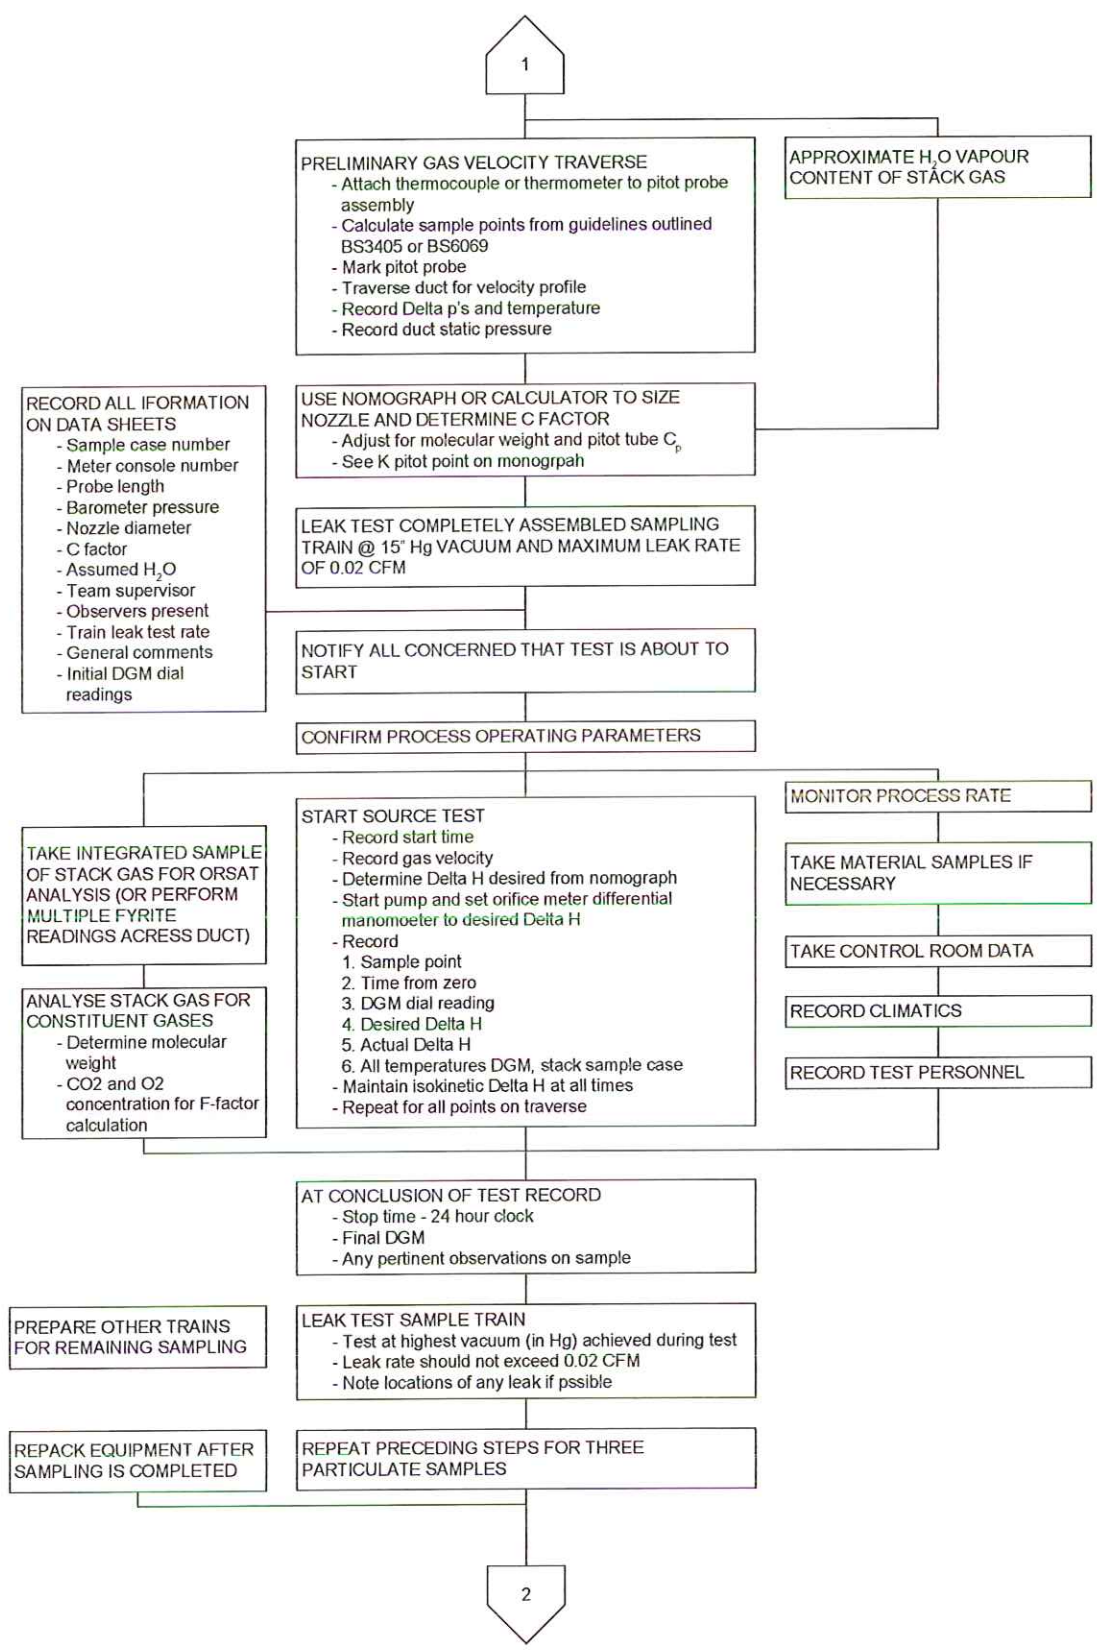 1
PRELIMINARY GAS VELOCITY TRAVERSE
- Attach thermocouple or thermometer to pitot probe
assembly
- Calculate sample points from guidelines outlined
BS3405 or BS6069
- Mark pitot probe
- Traverse duct for velocity profile
- Record Delta p's and temperature
- Record duct static pressure
APPROXIMATE H2O VAPOUR
CONTENT OF STACK GAS
RECORD ALL IFORMATION
ON DATA SHEETS
- Sample case number
- Meter console number
- Probe length
- Barometer pressure
- Nozzle diameter
- C factor
- Assumed H2O
- Team supervisor
- Observers present
- Train leak test rate
- General comments
- Initial DGM dial
readings
USE NOMOGRAPH OR CALCULATOR TO SIZE
NOZZLE AND DETERMINE C FACTOR
- Adjust for molecular weight and pitot tube Cp
- See K pitot point on monogrpah
LEAK TEST COMPLETELY ASSEMBLED SAMPLING
TRAIN @ 15" Hg VACUUM AND MAXIMUM LEAK RATE
OF 0.02 CFM
NOTIFY ALL CONCERNED THAT TEST IS ABOUT TO
START
CONFIRM PROCESS OPERATING PARAMETERS
TAKE INTEGRATED SAMPLE
OF STACK GAS FOR ORSAT
ANALYSIS (OR PERFORM
MULTIPLE FYRITE
READINGS ACRESS DUCT)
ANALYSE STACK GAS FOR
CONSTITUENT GASES
- Determine molecular
weight
- CO2 and O2
concentration for F-factor
calculation
START SOURCE TEST
- Record start time
- Record gas velocity
- Determine Delta H desired from nomograph
- Start pump and set orifice meter differential
manomoeter to desired Delta H
- Record
1. Sample point
2. Time from zero
3. DGM dial reading
4. Desired Delta H
5. Actual Delta H
6. All temperatures DGM, stack sample case
- Maintain isokinetic Delta H at all times
- Repeat for all points on traverse
MONITOR PROCESS RATE
TAKE MATERIAL SAMPLES IF
NECESSARY
TAKE CONTROL ROOM DATA
RECORD CLIMATICS
RECORD TEST PERSONNEL
AT CONCLUSION OF TEST RECORD
- Stop time - 24 hour clock
- Final DGM
- Any pertinent observations on sample
PREPARE OTHER TRAINS
FOR REMAINING SAMPLING
LEAK TEST SAMPLE TRAIN
- Test at highest vacuum (in Hg) achieved during test
- Leak rate should not exceed 0.02 CFM
- Note locations of any leak if pssible
REPACK EQUIPMENT AFTER
SAMPLING IS COMPLETED
REPEAT PRECEDING STEPS FOR THREE
PARTICULATE SAMPLES
2